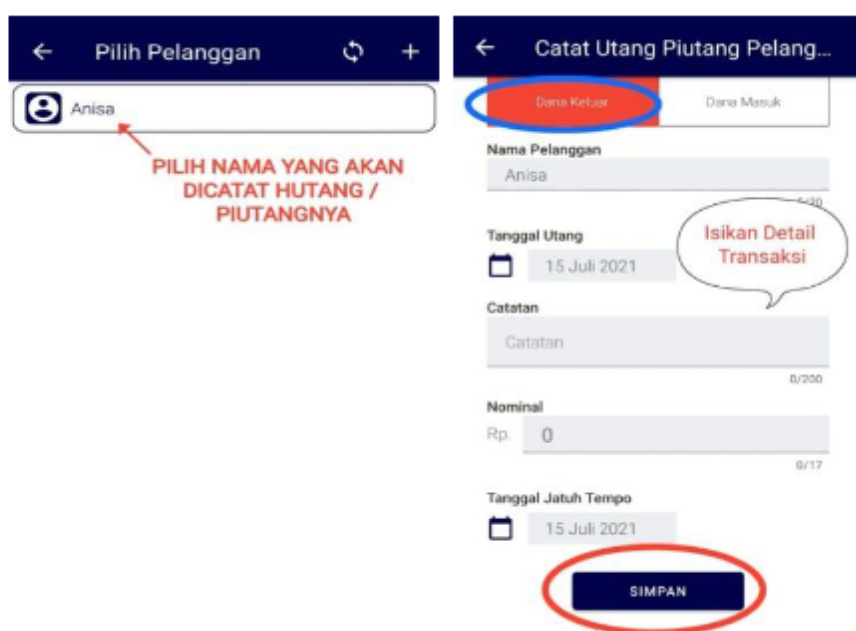 Pilih Pelanggan
Anisa
PILIH NAMA YANG AKAN
DICATAT HUTANG /
PIUTANGNYA
Catat Utang Piutang Pelang...
Dana Keluar
Dana Masuk
Nama Pelanggan
Anisa
Isikan Detail
Transaksi
Tanggal Utang
15 Juli 2021
Catatan
Catatan
0/200
Nominal
Rp. 0
0/17
Tanggal Jatuh Tempo
15 Juli 2021
SIMPAN